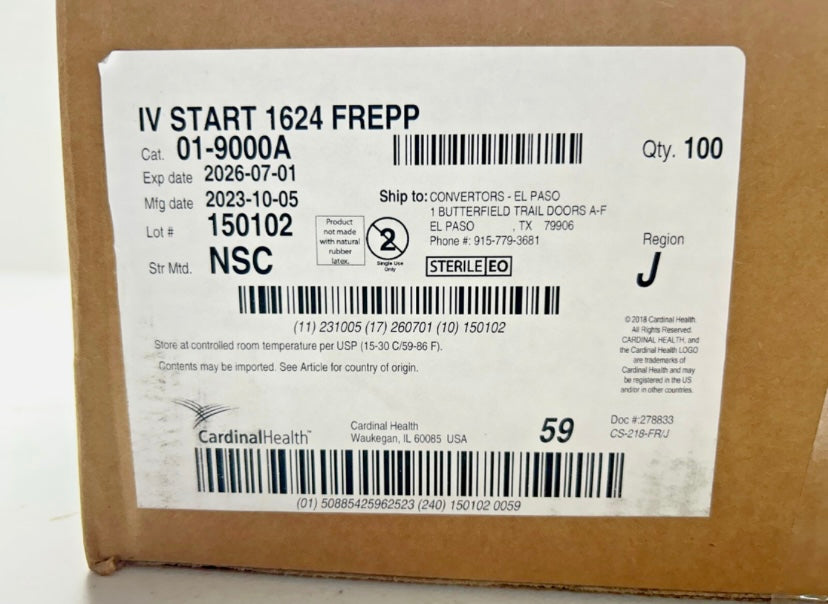 IV START 1624 FREPP
Cat. 01-9000A
Qty. 100
Exp date 2026-07-01
Mfg date 2023-10-05
Lot # 150102
Str Mtd. NSC
Product
not made
with natural
rubber
latex.
2
Single Use
Only
Ship to: CONVERTORS - EL PASO
1 BUTTERFIELD TRAIL DOORS A-F
EL PASO , TX 79906
Phone #: 915-779-3681
STERILE EO
Region
J
(11) 231005 (17) 260701 (10) 150102
Store at controlled room temperature per USP (15-30 C/59-86 F).
Contents may be imported. See Article for country of origin.
© 2018 Cardinal Health.
All Rights Reserved.
CARDINAL HEALTH, and
the Cardinal Health LOGO
are trademarks of
Cardinal Health and may
be registered in the US
and/or in other countries.
CardinalHealth™
Cardinal Health
Waukegan, IL 60085 USA
59
Doc #:278833
CS-218-FR/J
(01) 50885425962523 (240) 150102 0059